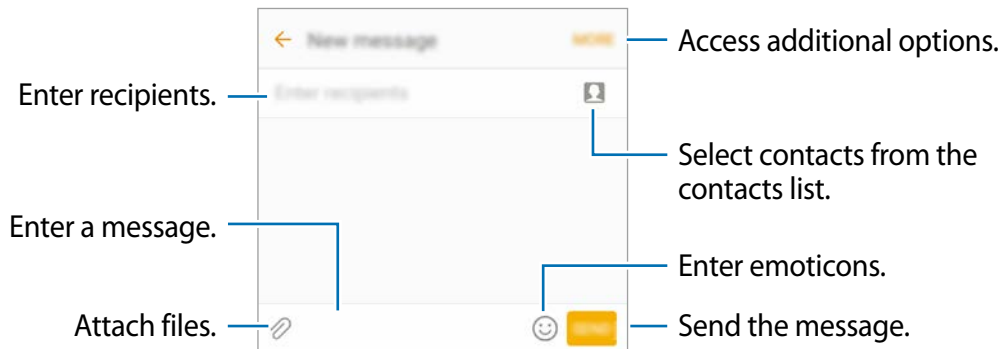 New message
MORE
Access additional options.
Enter recipients.
Enter recipients
Select contacts from the
contacts list.
Enter a message.
Enter emoticons.
Attach files.
SEND
Send the message.